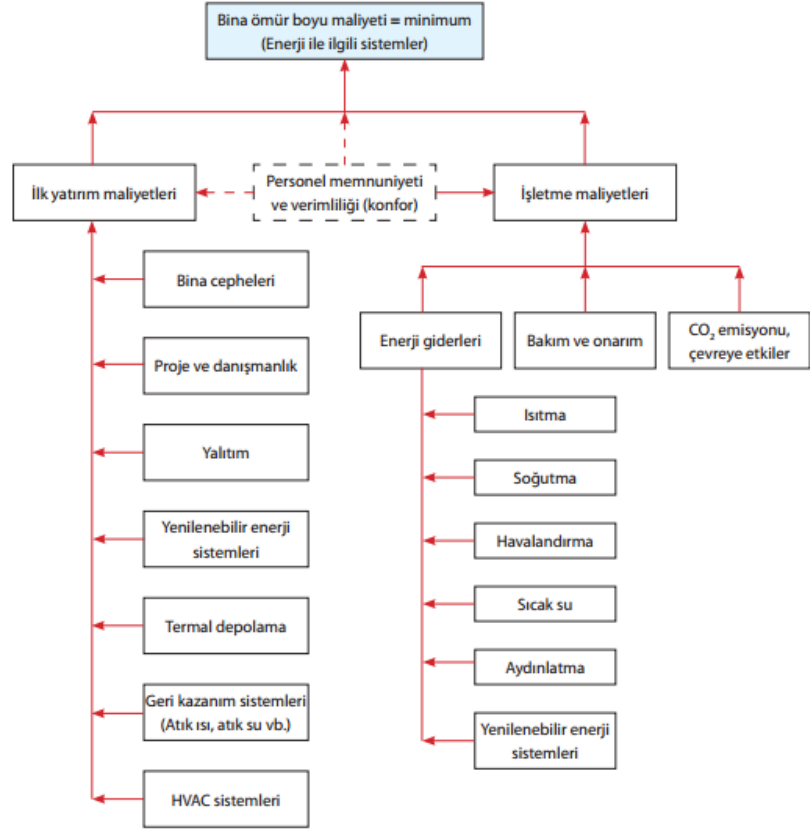 Bina ömür boyu maliyeti = minimum
(Enerji ile ilgili sistemler)
İlk yatırım maliyetleri
Personel memnuniyeti
ve verimliliği (konfor)
İşletme maliyetleri
Bina cepheleri
Proje ve danışmanlık
Yalıtım
Yenilenebilir enerji
sistemleri
Termal depolama
Geri kazanım sistemleri
(Atık ısı, atık su vb.)
HVAC sistemleri
Enerji giderleri
Bakım ve onarım
CO₂ emisyonu,
çevreye etkiler
Isıtma
Soğutma
Havalandırma
Sıcak su
Aydınlatma
Yenilenebilir enerji
sistemleri